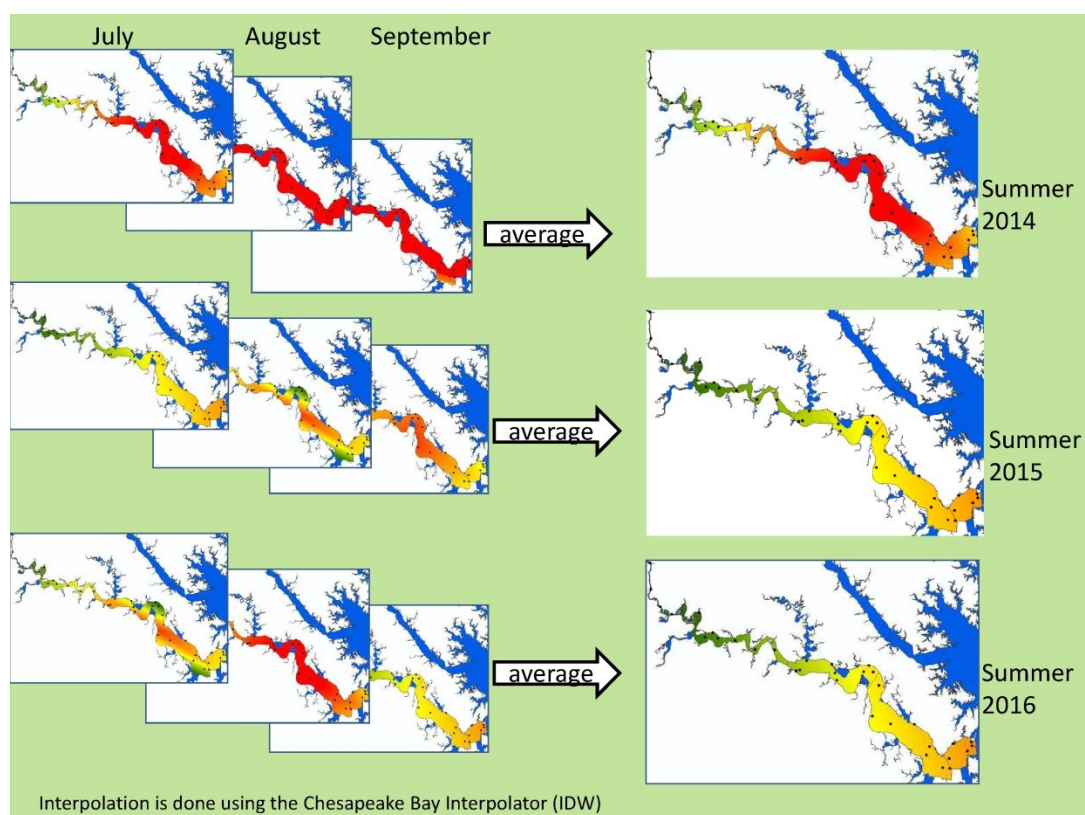 July
August
September
average
Summer
2014
average
Summer
2015
average
Summer
2016
Interpolation is done using the Chesapeake Bay Interpolator (IDW)